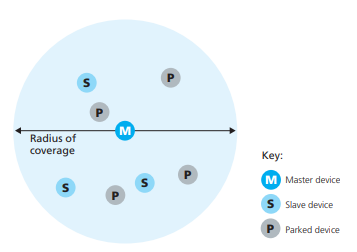 S
P
P
M
Radius of
coverage
S
P
S
P
Key:
M Master device
S Slave device
P Parked device